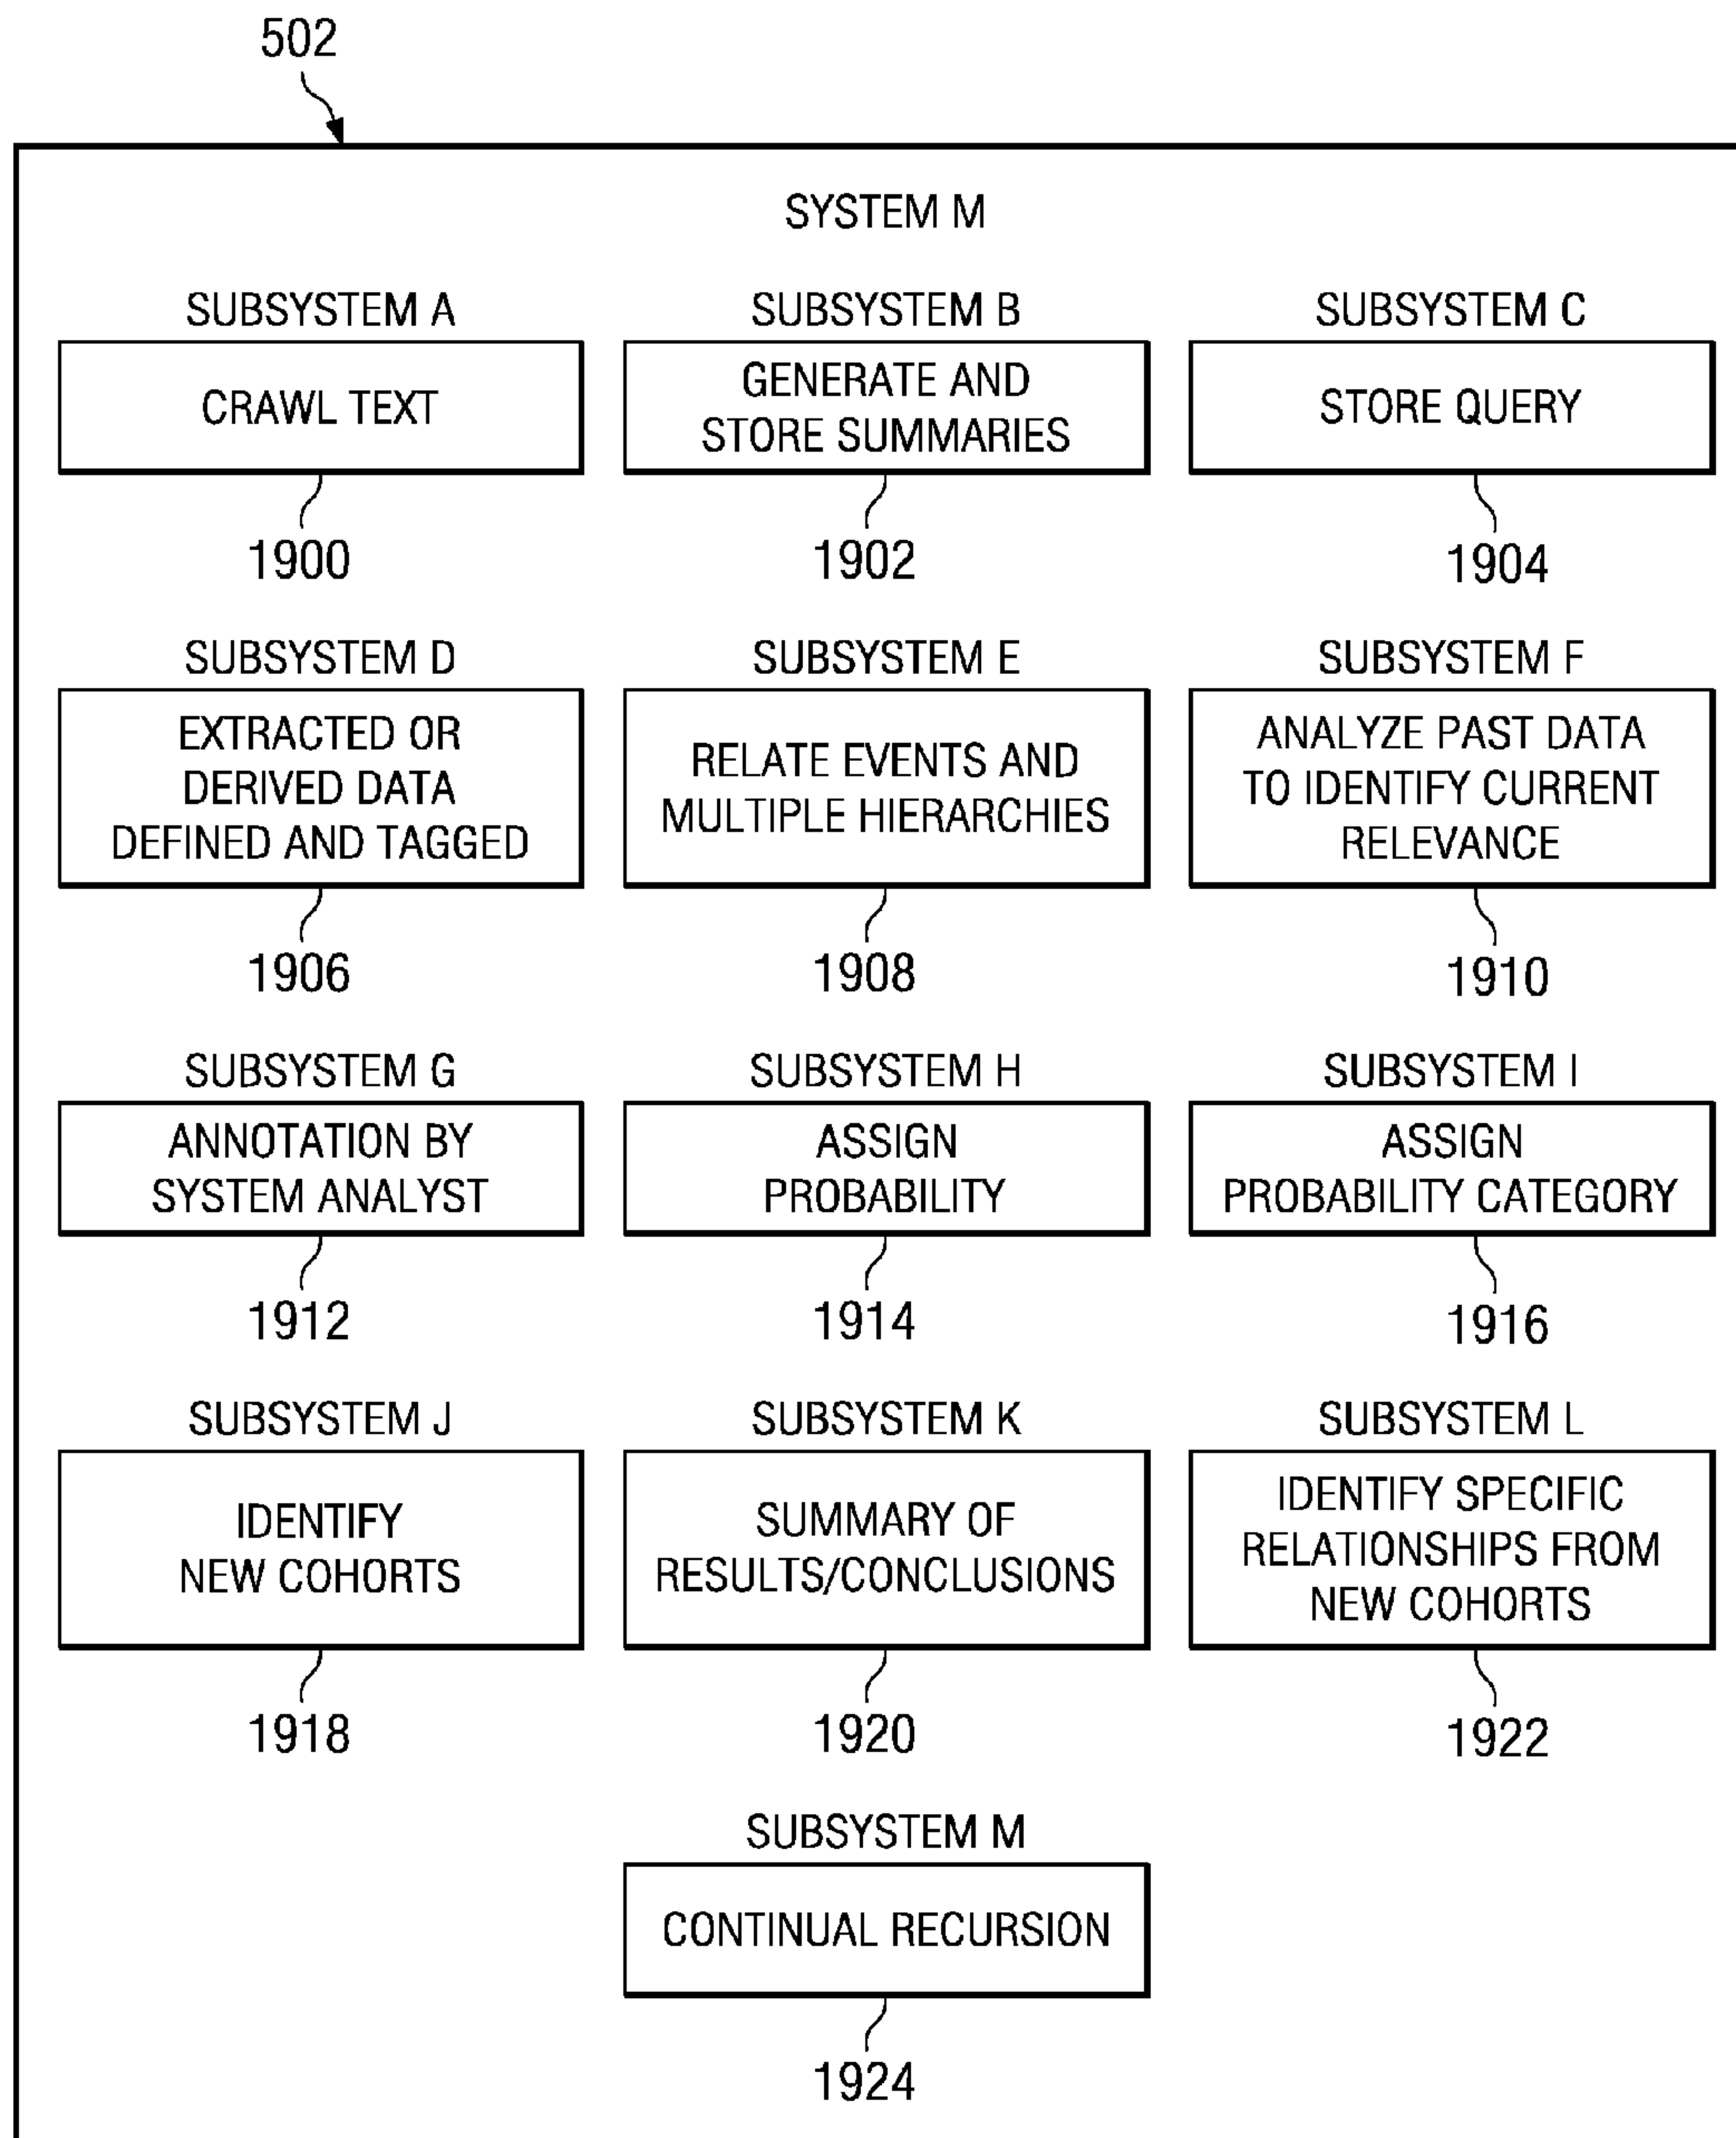 502
SYSTEM M
SUBSYSTEM A
CRAWL TEXT
1900
SUBSYSTEM B
GENERATE AND
STORE SUMMARIES
1902
SUBSYSTEM C
STORE QUERY
1904
SUBSYSTEM D
EXTRACTED OR
DERIVED DATA
DEFINED AND TAGGED
1906
SUBSYSTEM E
RELATE EVENTS AND
MULTIPLE HIERARCHIES
1908
SUBSYSTEM F
ANALYZE PAST DATA
TO IDENTIFY CURRENT
RELEVANCE
1910
SUBSYSTEM G
ANNOTATION BY
SYSTEM ANALYST
1912
SUBSYSTEM H
ASSIGN
PROBABILITY
1914
SUBSYSTEM I
ASSIGN
PROBABILITY CATEGORY
1916
SUBSYSTEM J
IDENTIFY
NEW COHORTS
1918
SUBSYSTEM K
SUMMARY OF
RESULTS/CONCLUSIONS
1920
SUBSYSTEM L
IDENTIFY SPECIFIC
RELATIONSHIPS FROM
NEW COHORTS
1922
SUBSYSTEM M
CONTINUAL RECURSION
1924